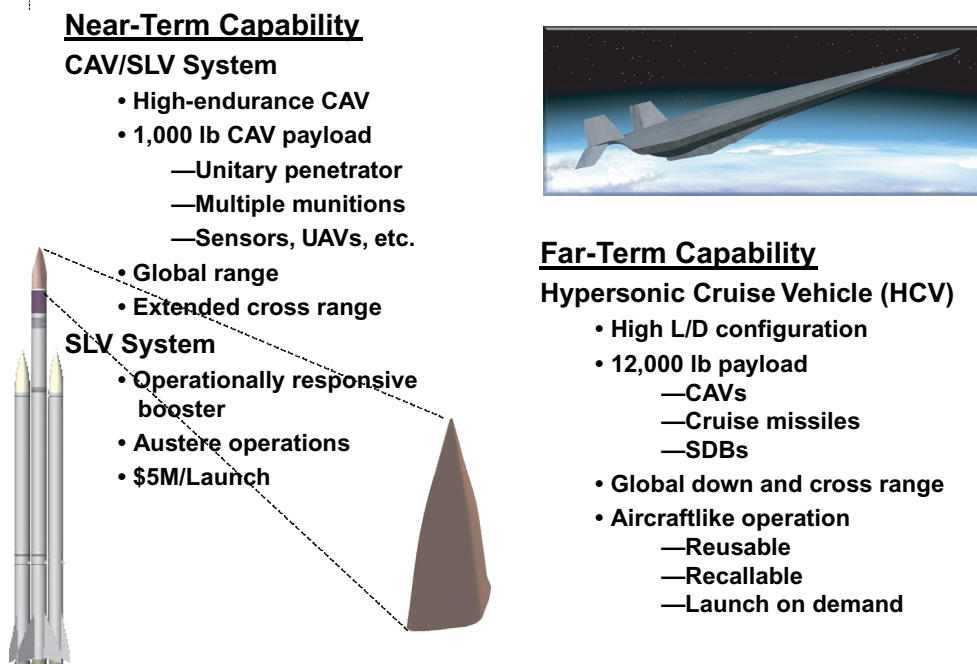 Near-Term Capability
CAV/SLV System
• High-endurance CAV
• 1,000 lb CAV payload
—Unitary penetrator
—Multiple munitions
—Sensors, UAVs, etc.
• Global range
• Extended cross range
SLV System
• Operationally responsive
booster
• Austere operations
• $5M/Launch
Far-Term Capability
Hypersonic Cruise Vehicle (HCV)
• High L/D configuration
• 12,000 lb payload
—CAVs
—Cruise missiles
—SDBs
• Global down and cross range
• Aircraftlike operation
—Reusable
—Recallable
—Launch on demand